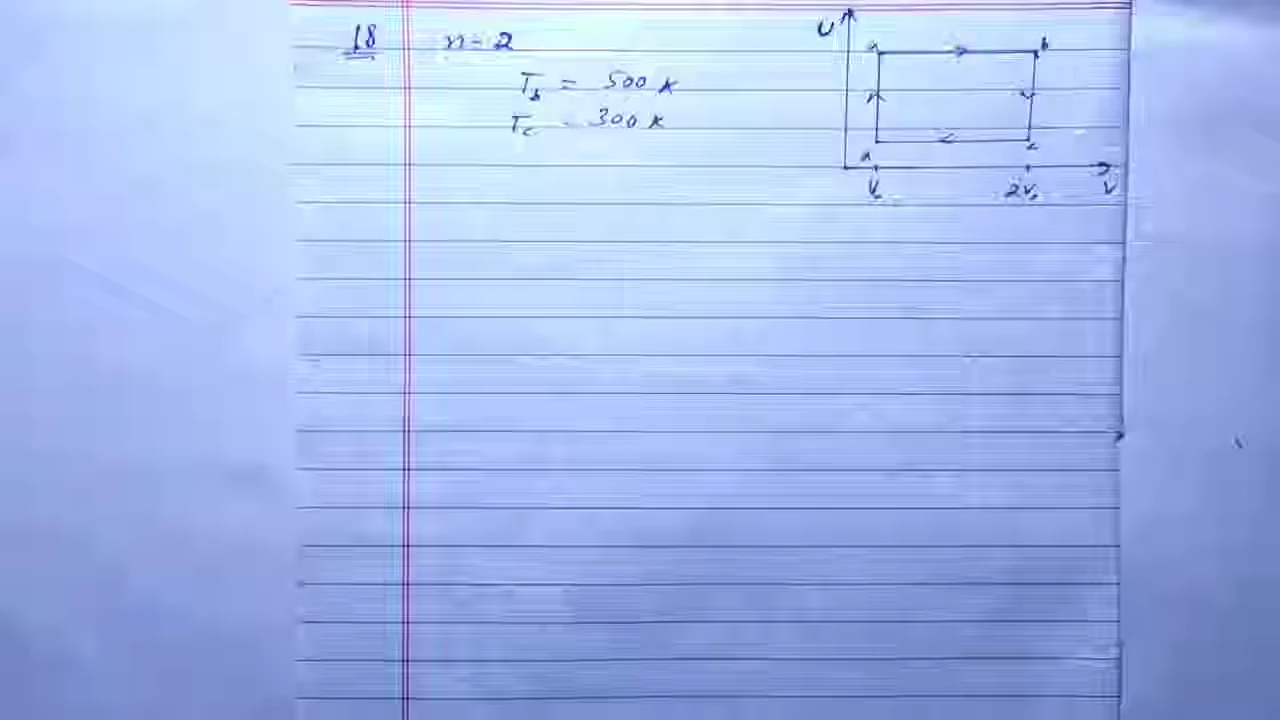 18 n = 2
T_b = 500 K
T_c = 300 K
U
a b
d c
V₀ 2V₀ V